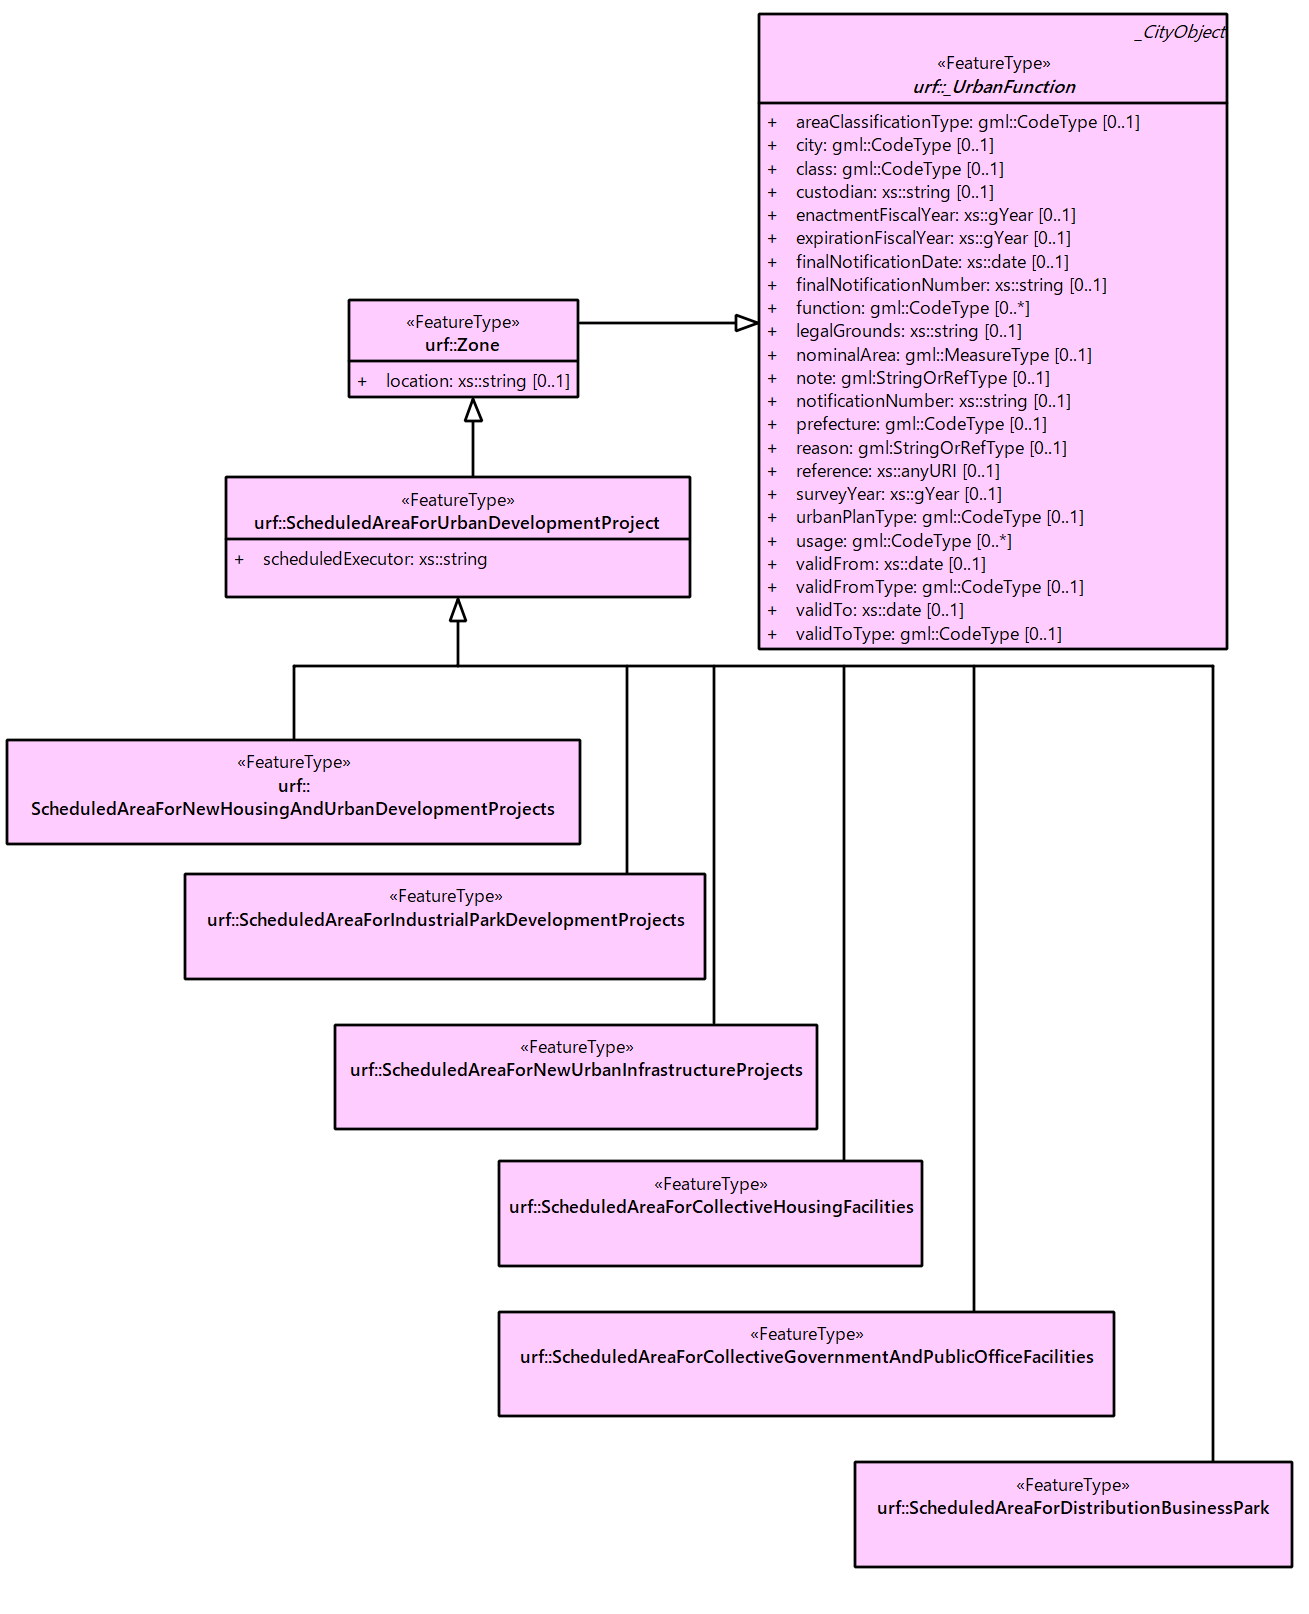 _CityObject
«FeatureType»
urf::_UrbanFunction
+ areaClassificationType: gml::CodeType [0..1]
+ city: gml::CodeType [0..1]
+ class: gml::CodeType [0..1]
+ custodian: xs::string [0..1]
+ enactmentFiscalYear: xs::gYear [0..1]
+ expirationFiscalYear: xs::gYear [0..1]
+ finalNotificationDate: xs::date [0..1]
+ finalNotificationNumber: xs::string [0..1]
+ function: gml::CodeType [0..*]
+ legalGrounds: xs::string [0..1]
+ nominalArea: gml::MeasureType [0..1]
+ note: gml:StringOrRefType [0..1]
+ notificationNumber: xs::string [0..1]
+ prefecture: gml::CodeType [0..1]
+ reason: gml:StringOrRefType [0..1]
+ reference: xs::anyURI [0..1]
+ surveyYear: xs::gYear [0..1]
+ urbanPlanType: gml::CodeType [0..1]
+ usage: gml::CodeType [0..*]
+ validFrom: xs::date [0..1]
+ validFromType: gml::CodeType [0..1]
+ validTo: xs::date [0..1]
+ validToType: gml::CodeType [0..1]
«FeatureType»
urf::Zone
+ location: xs::string [0..1]
«FeatureType»
urf::ScheduledAreaForUrbanDevelopmentProject
+ scheduledExecutor: xs::string
«FeatureType»
urf::
ScheduledAreaForNewHousingAndUrbanDevelopmentProjects
«FeatureType»
urf::ScheduledAreaForIndustrialParkDevelopmentProjects
«FeatureType»
urf::ScheduledAreaForNewUrbanInfrastructureProjects
«FeatureType»
urf::ScheduledAreaForCollectiveHousingFacilities
«FeatureType»
urf::ScheduledAreaForCollectiveGovernmentAndPublicOfficeFacilities
«FeatureType»
urf::ScheduledAreaForDistributionBusinessPark